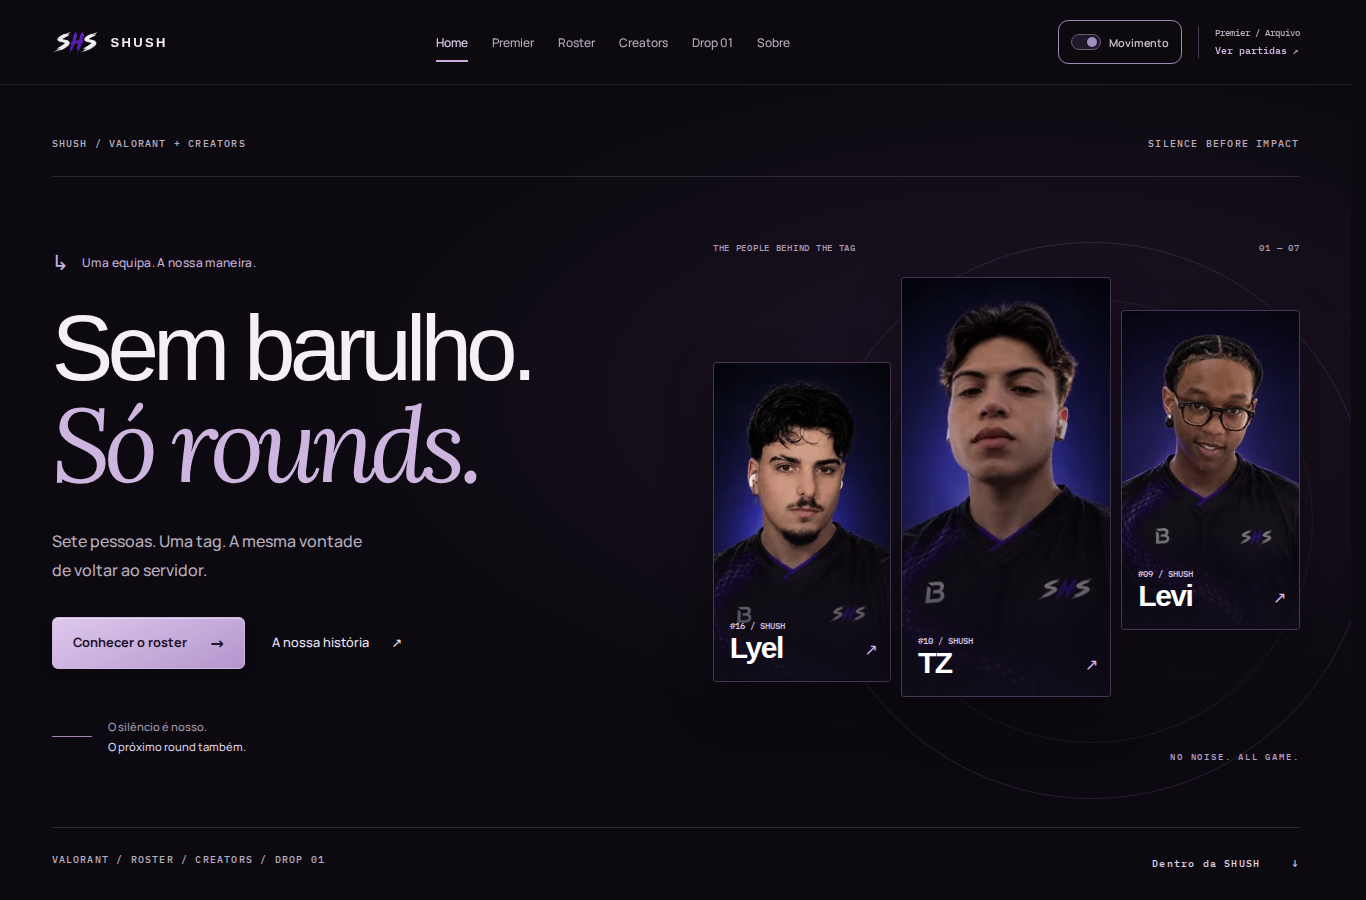 SHS SHUSH
Home Premier Roster Creators Drop 01 Sobre
Movimento
Premier / Arquivo
Ver partidas ↗
SHUSH / VALORANT + CREATORS
SILENCE BEFORE IMPACT
↳ Uma equipa. A nossa maneira.
Sem barulho.
Só rounds.
Sete pessoas. Uma tag. A mesma vontade
de voltar ao servidor.
Conhecer o roster →
A nossa história ↗
O silêncio é nosso.
O próximo round também.
THE PEOPLE BEHIND THE TAG
01 — 07
B SHS
#16 / SHUSH
Lyel ↗
B SHS
#10 / SHUSH
TZ ↗
B SHS
#09 / SHUSH
Levi ↗
NO NOISE. ALL GAME.
VALORANT / ROSTER / CREATORS / DROP 01
Dentro da SHUSH ↓